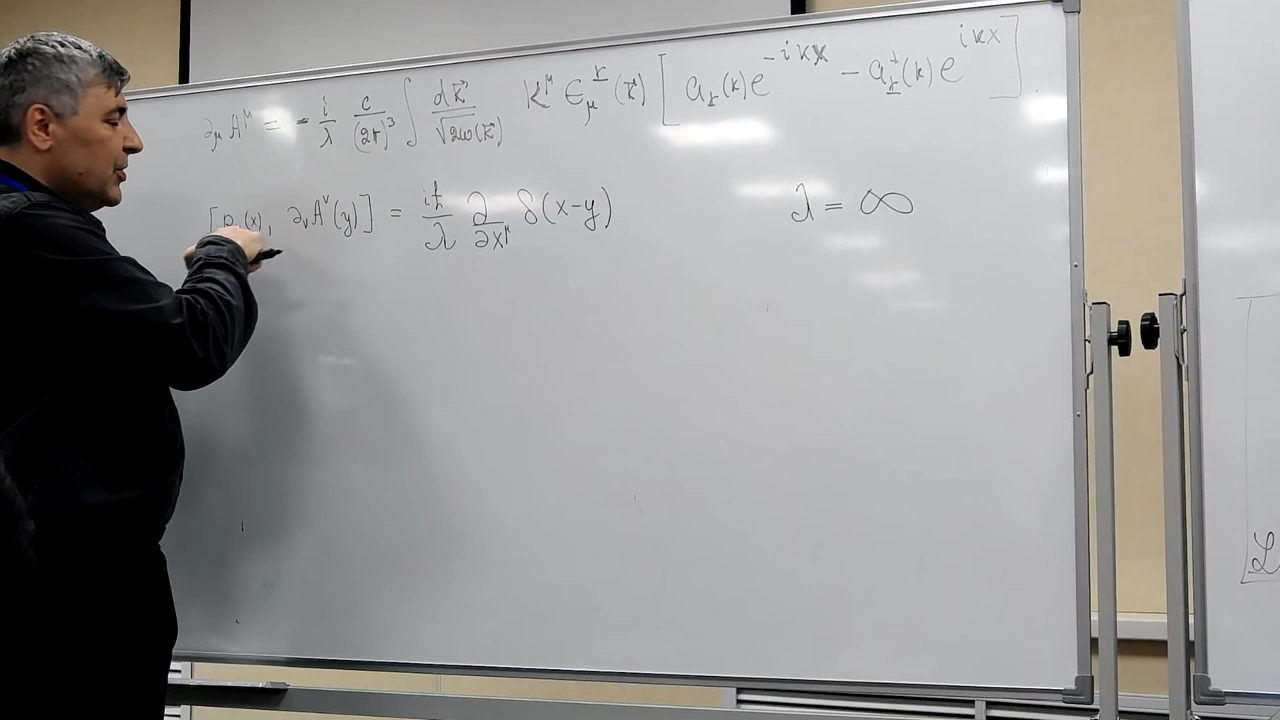 ∂_μ A^μ = - i/λ c/(2π)^3 ∫ dk⃗/√2ω(k⃗) k^μ ϵ_μ^r(k⃗) [ a_r(k) e^{-ikx} - a_r^+(k) e^{ikx} ]
(x), ∂_ν A^ν(y)] = iħ/λ ∂/∂x^μ δ(x-y)
λ = ∞
ℒ